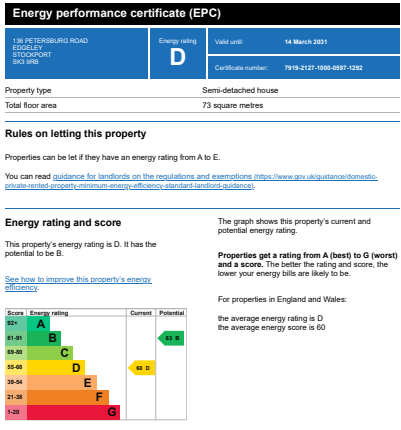 Energy performance certificate (EPC)
136 PETERSBURG ROAD
EDGELEY
STOCKPORT
SK3 9RB
Energy rating
D
Valid until: 14 March 2031
Certificate number: 7919-2127-1000-0597-1292
Property type Semi-detached house
Total floor area 73 square metres
Rules on letting this property
Properties can be let if they have an energy rating from A to E.
You can read guidance for landlords on the regulations and exemptions (https://www.gov.uk/guidance/domestic-
private-rented-property-minimum-energy-efficiency-standard-landlord-guidance).
Energy rating and score
This property's energy rating is D. It has the
potential to be B.
See how to improve this property's energy
efficiency.
Score Energy rating Current Potential
92+ A
81-91 B 83 B
69-80 C
55-68 D 60 D
39-54 E
21-38 F
1-20 G
The graph shows this property's current and
potential energy rating.
Properties get a rating from A (best) to G (worst)
and a score. The better the rating and score, the
lower your energy bills are likely to be.
For properties in England and Wales:
the average energy rating is D
the average energy score is 60